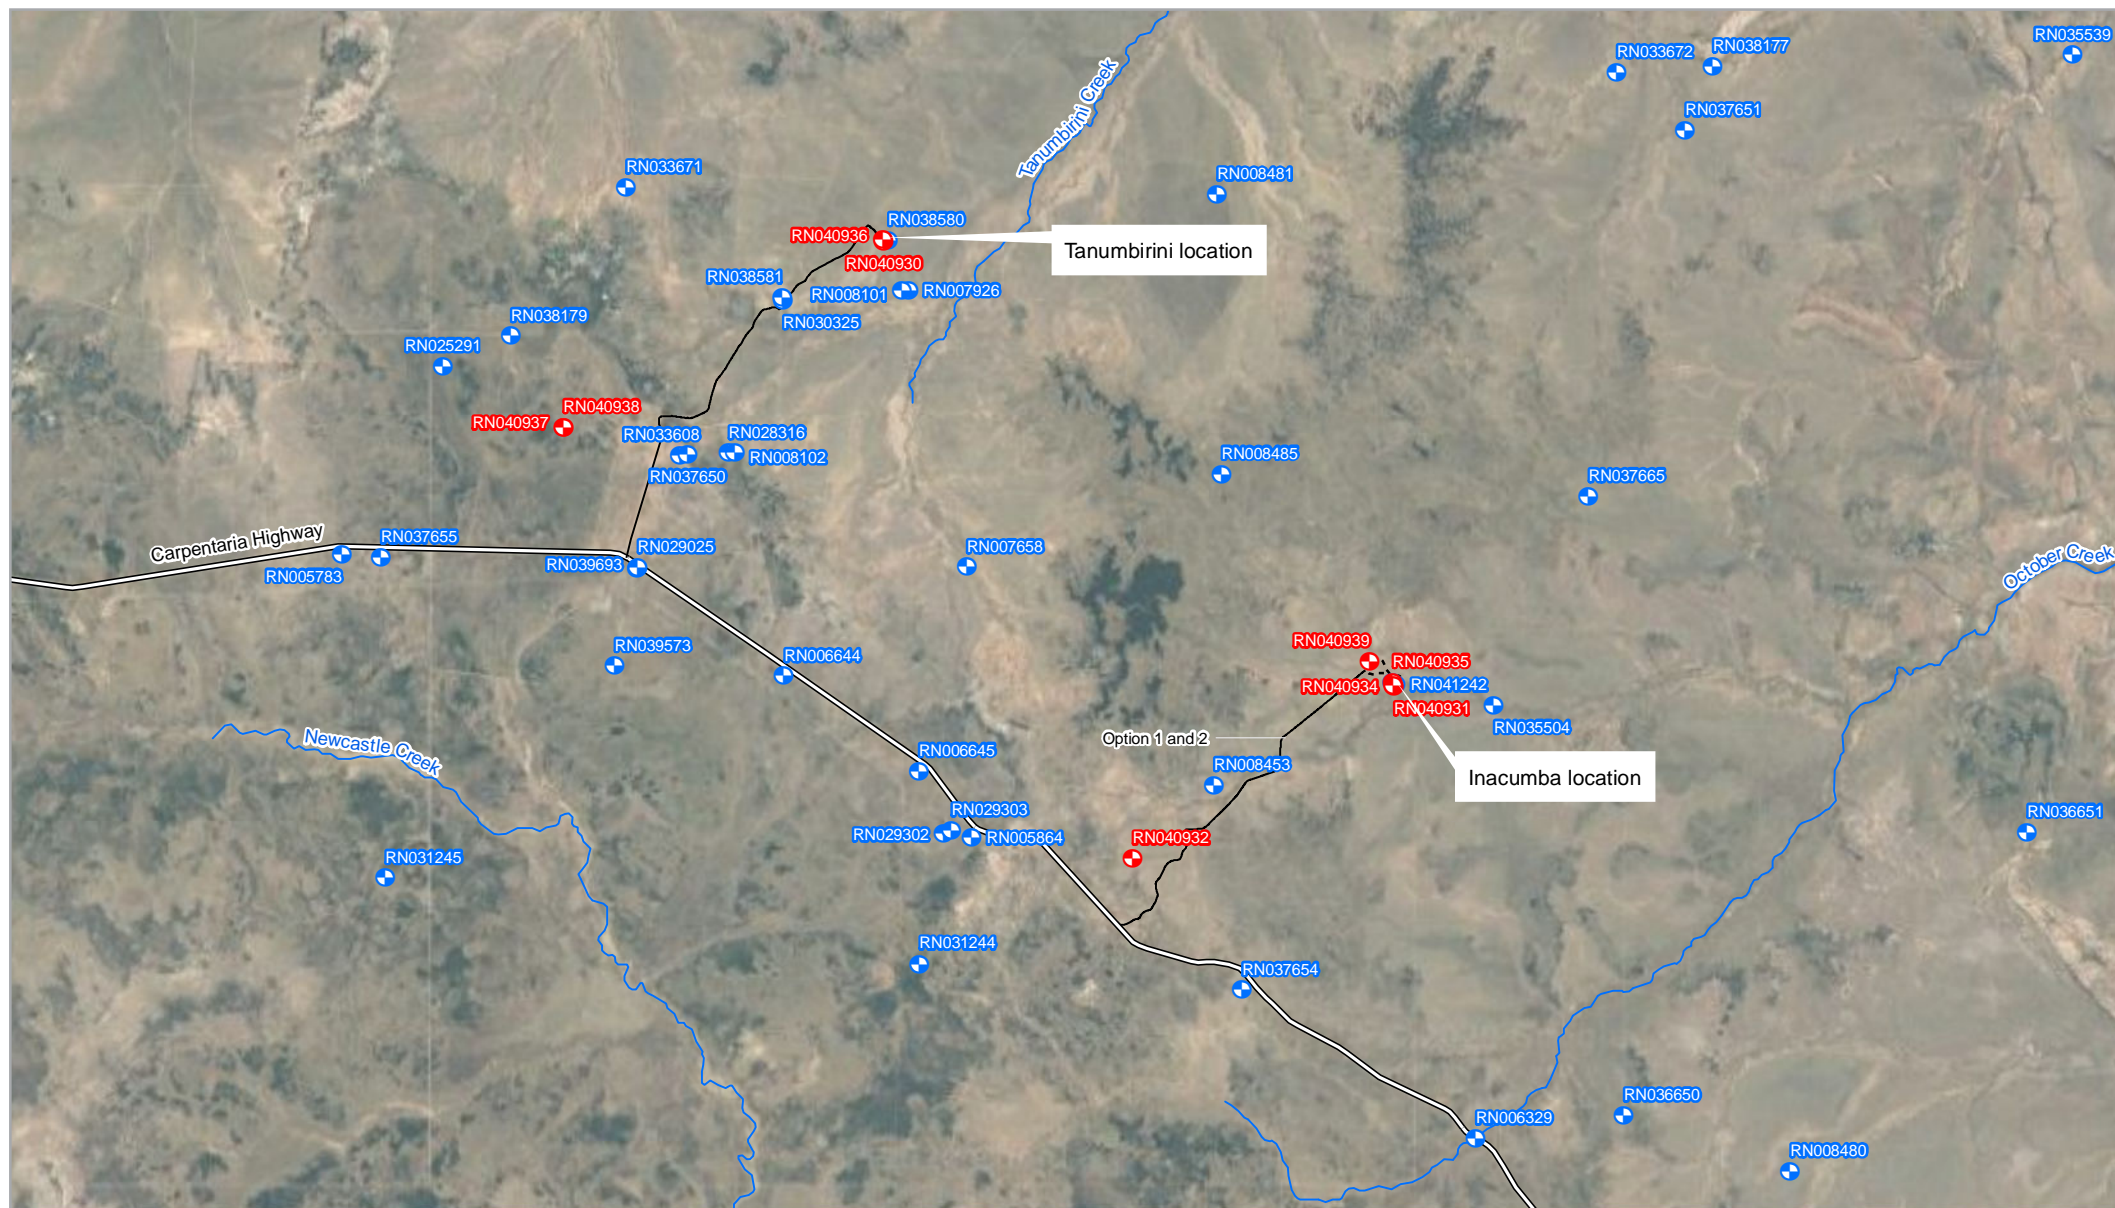 RN035539
RN033672
RN038177
RN037651
Tanumbirini Creek
RN033671
RN008481
RN038580
RN040936
RN040930
Tanumbirini location
RN038581
RN008101
RN007926
RN030325
RN038179
RN025291
RN040938
RN040937
RN033608
RN028316
RN008102
RN037650
RN008485
RN037665
Carpentaria Highway
RN037655
RN005783
RN029025
RN039693
RN007658
October Creek
RN039573
RN006644
RN040939
RN040935
RN040934
RN041242
RN040931
RN035504
Newcastle Creek
Option 1 and 2
RN006645
RN008453
Inacumba location
RN029303
RN029302
RN005864
RN040932
RN036651
RN031245
RN031244
RN037654
RN036650
RN006329
RN008480